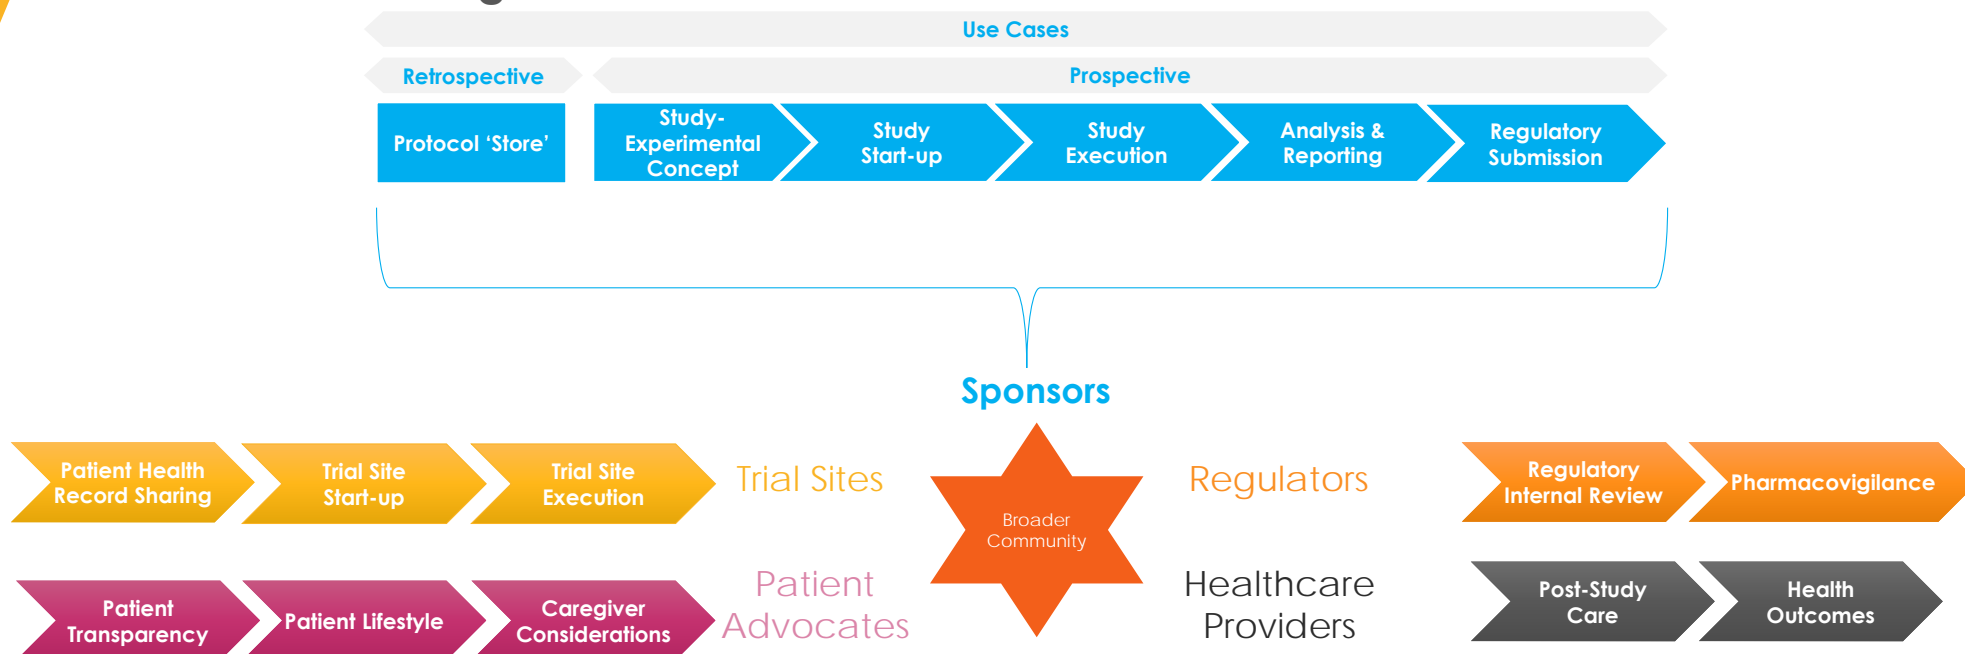 Use Cases
Retrospective
Prospective
Protocol ‘Store’
Study-
Experimental
Concept
Study
Start-up
Study
Execution
Analysis &
Reporting
Regulatory
Submission
Sponsors
Patient Health
Record Sharing
Trial Site
Start-up
Trial Site
Execution
Trial Sites
Broader
Community
Regulators
Regulatory
Internal Review
Pharmacovigilance
Patient
Transparency
Patient Lifestyle
Caregiver
Considerations
Patient
Advocates
Healthcare
Providers
Post-Study
Care
Health
Outcomes